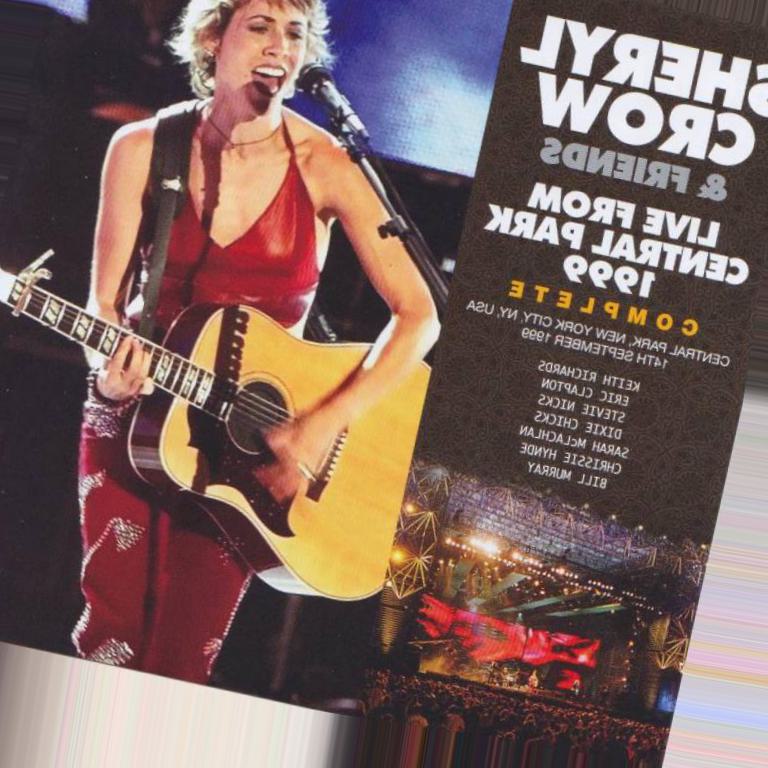 SHERYL
CROW
& FRIENDS
LIVE FROM
CENTRAL PARK
1999
COMPLETE
CENTRAL PARK, NEW YORK CITY, NY, USA
14TH SEPTEMBER 1999
KEITH RICHARDS
ERIC CLAPTON
STEVIE NICKS
DIXIE CHICKS
SARAH McLACHLAN
CHRISSIE HYNDE
BILL MURRAY